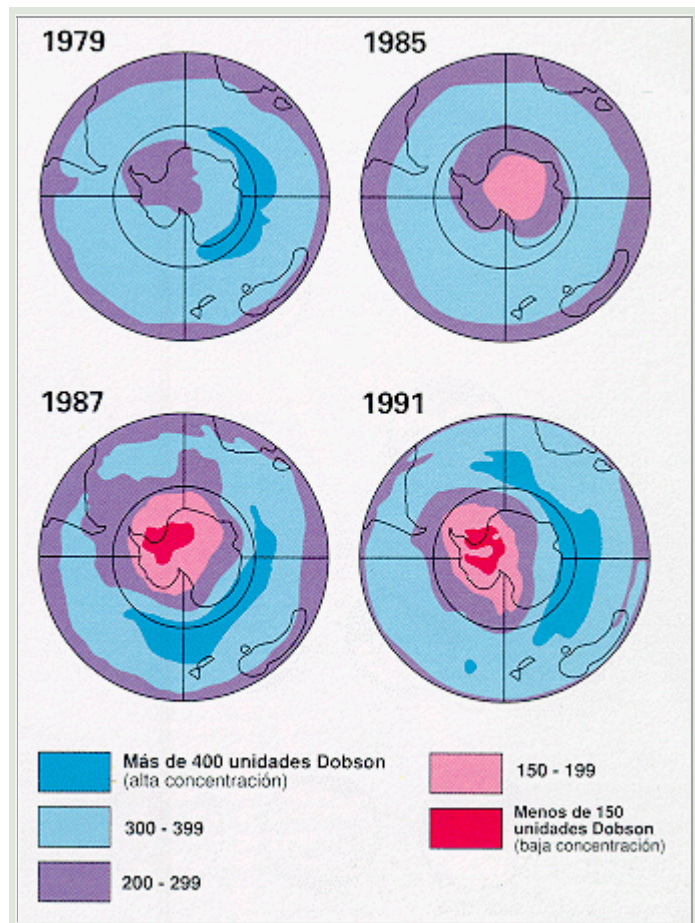 1979
1985
1987
1991
Más de 400 unidades Dobson
(alta concentración)
300 - 399
200 - 299
150 - 199
Menos de 150
unidades Dobson
(baja concentración)